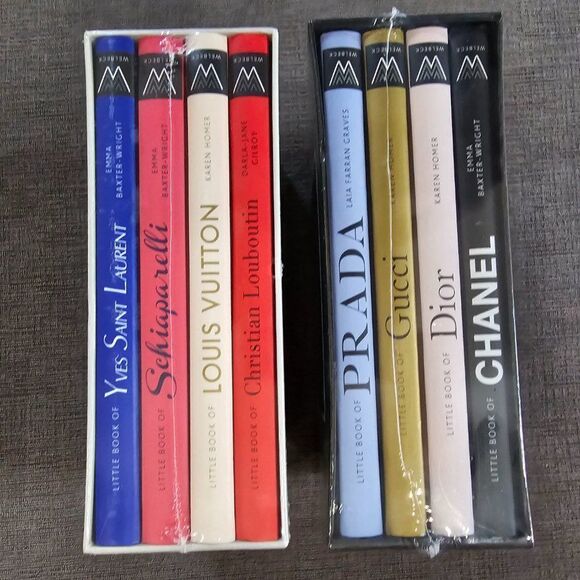 LITTLE BOOK OF YVES SAINT LAURENT EMMA BAXTER-WRIGHT WELBECK
LITTLE BOOK OF Schiaparelli EMMA BAXTER-WRIGHT WELBECK
LITTLE BOOK OF LOUIS VUITTON KAREN HOMER WELBECK
LITTLE BOOK OF Christian Louboutin DARLA-JANE GILROY WELBECK
LITTLE BOOK OF PRADA LAIA FARRAN GRAVES WELBECK
LITTLE BOOK OF Gucci KAREN HOMER WELBECK
LITTLE BOOK OF Dior KAREN HOMER WELBECK
LITTLE BOOK OF CHANEL EMMA BAXTER-WRIGHT WELBECK